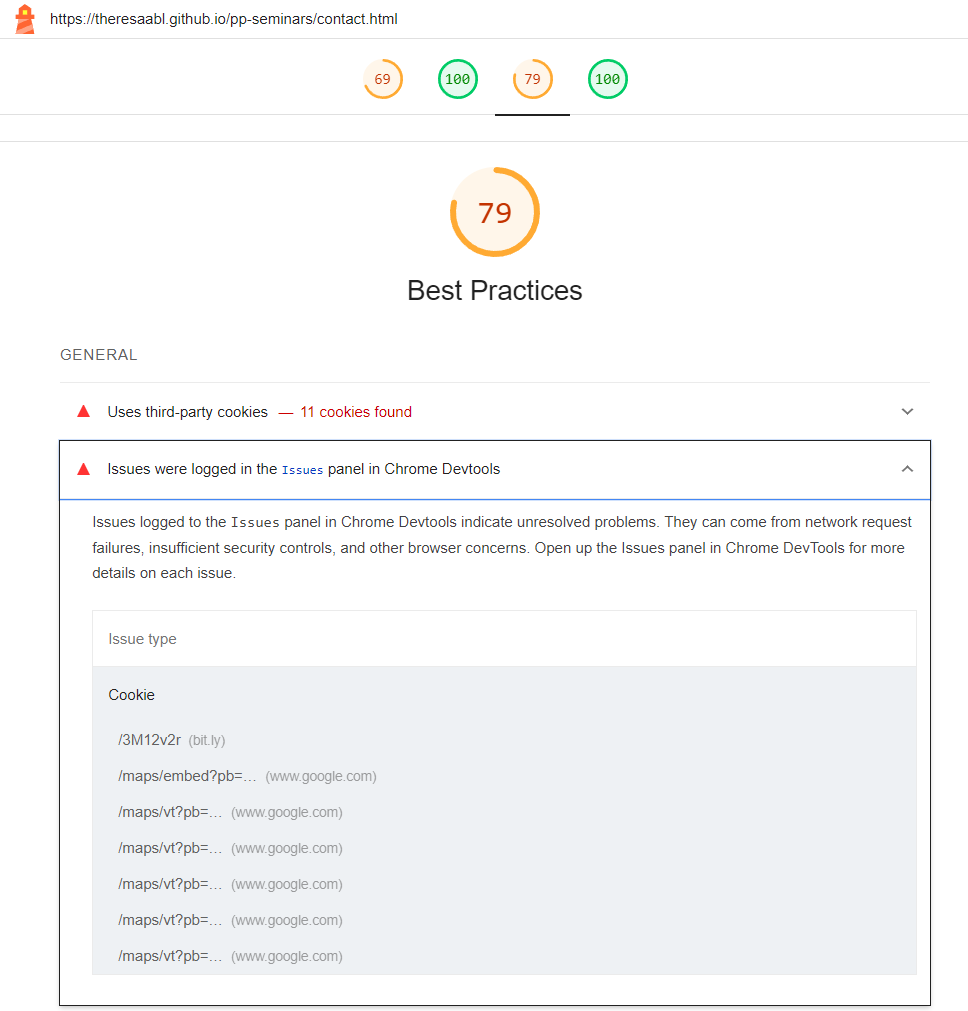 https://theresaabl.github.io/pp-seminars/contact.html
69 100 79 100
79
Best Practices
GENERAL
Uses third-party cookies — 11 cookies found
Issues were logged in the Issues panel in Chrome Devtools
Issues logged to the Issues panel in Chrome Devtools indicate unresolved problems. They can come from network request
failures, insufficient security controls, and other browser concerns. Open up the Issues panel in Chrome DevTools for more
details on each issue.
Issue type
Cookie
/3M12v2r (bit.ly)
/maps/embed?pb=… (www.google.com)
/maps/vt?pb=… (www.google.com)
/maps/vt?pb=… (www.google.com)
/maps/vt?pb=… (www.google.com)
/maps/vt?pb=… (www.google.com)
/maps/vt?pb=… (www.google.com)